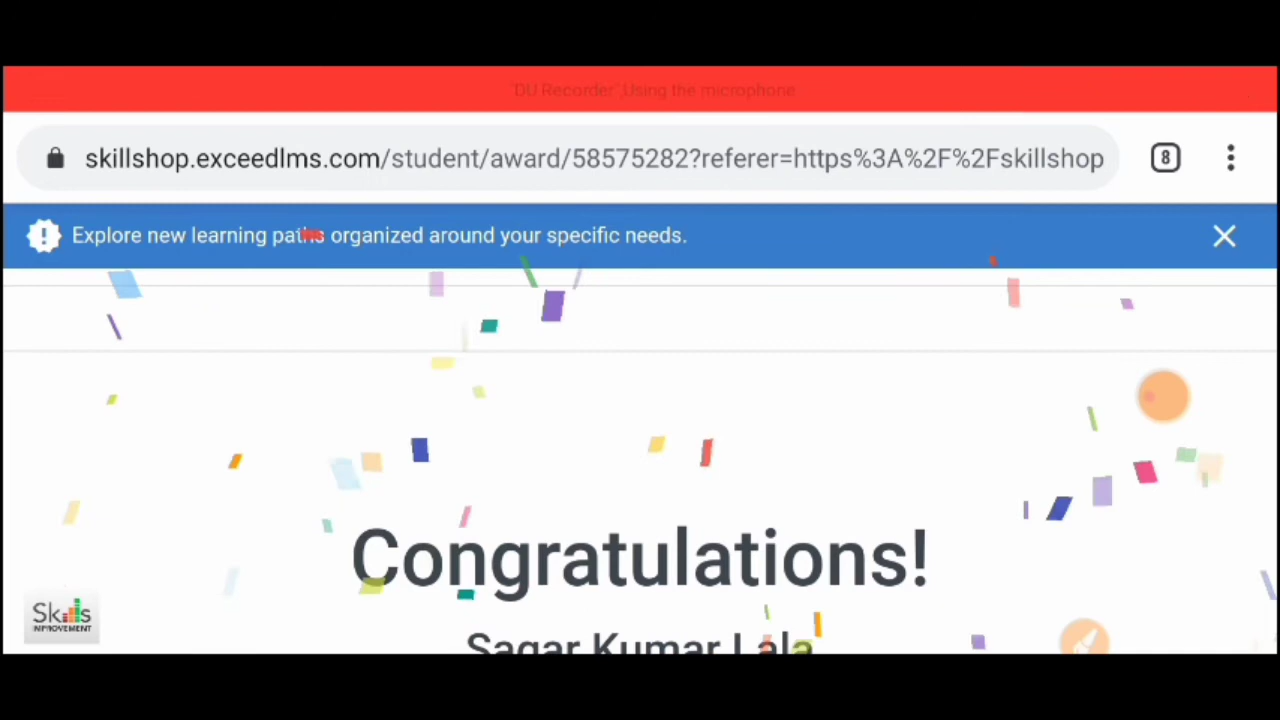 "DU Recorder",Using the microphone
skillshop.exceedlms.com/student/award/58575282?referer=https%3A%2F%2Fskillshop
8
Explore new learning paths organized around your specific needs.
Congratulations!
Sagar Kumar Lala
Skills
IMPROVEMENT